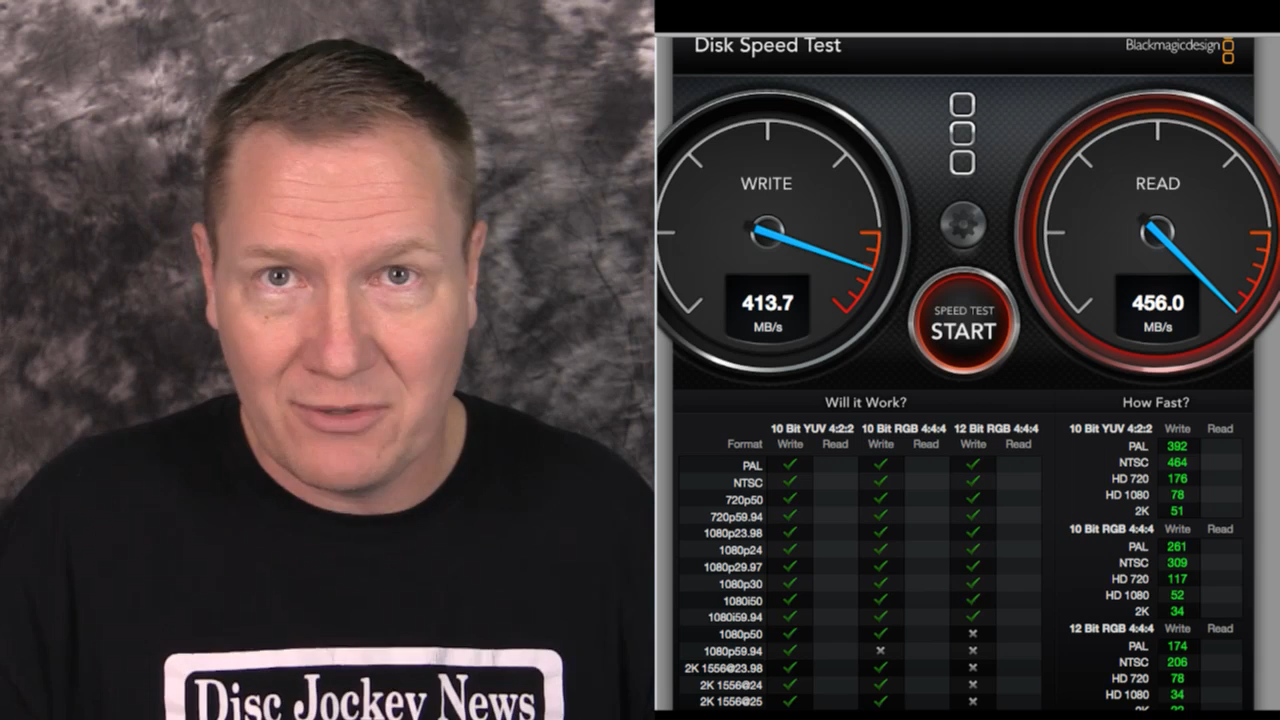 Disc Jockey News
Disk Speed Test
Blackmagicdesign
WRITE
413.7
MB/s
SPEED TEST
START
READ
456.0
MB/s
Will it Work?
10 Bit YUV 4:2:2 10 Bit RGB 4:4:4 12 Bit RGB 4:4:4
Format Write Read Write Read Write Read
PAL
NTSC
720p50
720p59.94
1080p23.98
1080p24
1080p29.97
1080p30
1080i50
1080i59.94
1080p50
1080p59.94
2K 1556@23.98
2K 1556@24
2K 1556@25
How Fast?
10 Bit YUV 4:2:2 Write Read
PAL 392
NTSC 464
HD 720 176
HD 1080 78
2K 51
10 Bit RGB 4:4:4 Write Read
PAL 261
NTSC 309
HD 720 117
HD 1080 52
2K 34
12 Bit RGB 4:4:4 Write Read
PAL 174
NTSC 206
HD 720 78
HD 1080 34